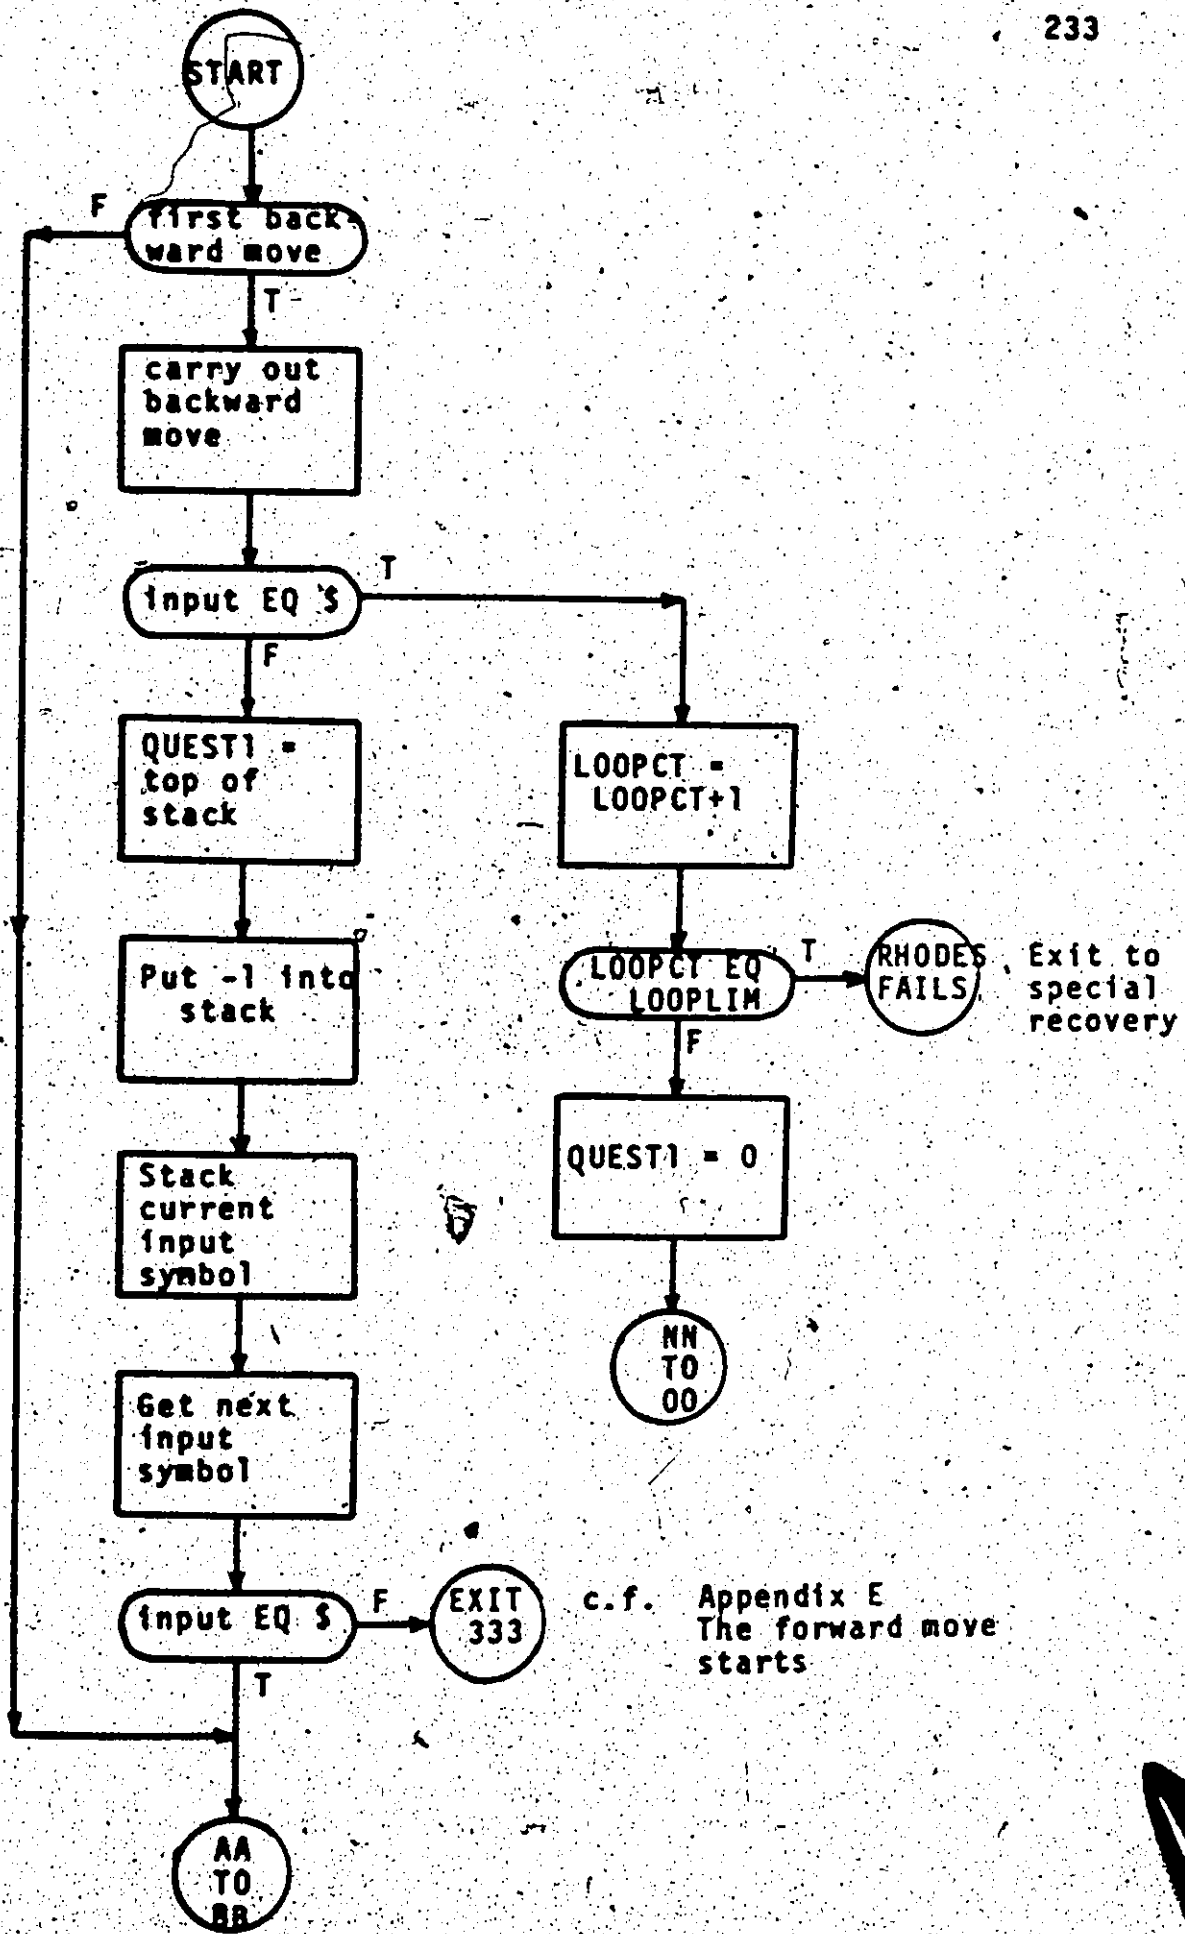 233
START
F
first back-
ward move
T
carry out
backward
move
input EQ $
T
F
QUEST1 =
top of
stack
LOOPCT =
LOOPCT+1
Put -1 into
stack
LOOPCT EQ
LOOPLIM
T
RHODES
FAILS
Exit to
special
recovery
F
Stack
current
input
symbol
QUEST1 = 0
NN
TO
OO
Get next
input
symbol
input EQ $
F
EXIT
333
c.f. Appendix E
The forward move
starts
T
AA
TO
BB